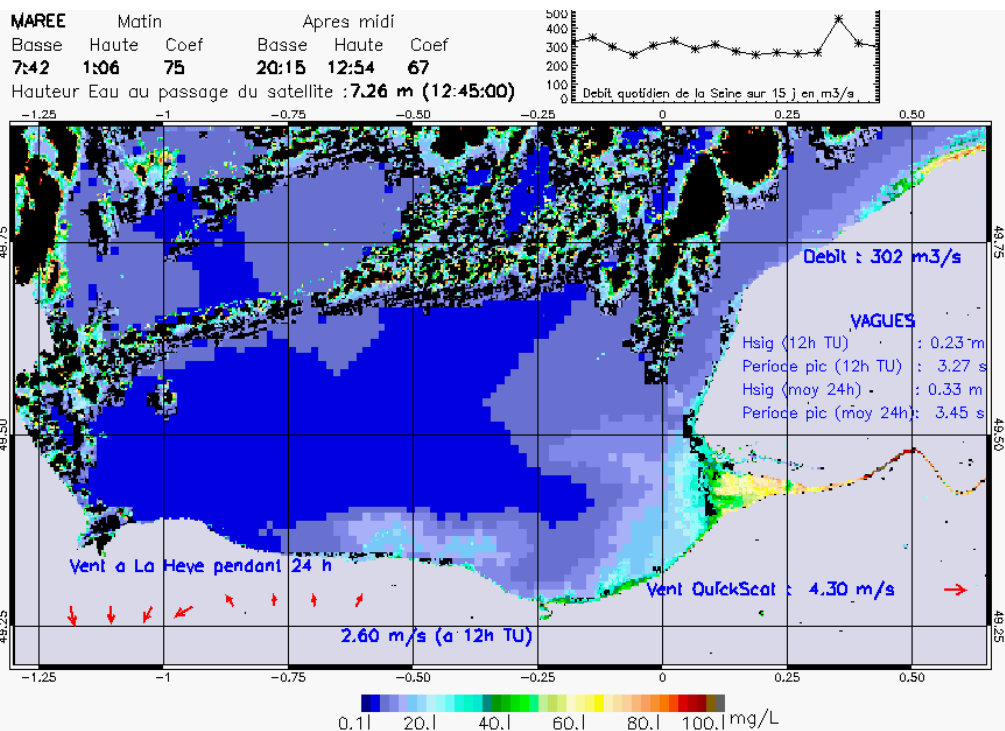 MAREE Matin Apres midi
Basse Haute Coef Basse Haute Coef
7:42 1:06 75 20:15 12:54 67
Hauteur Eau au passage du satellite : 7.26 m (12:45:00)
500
400
300
200
100
0
Debit quotidien de la Seine sur 15 j en m3/s
-1.25 -1 -0.75 -0.50 -0.25 0 0.25 0.50
49.75 49.75
Debit : 302 m3/s
VAGUES
Hsig (12h TU) : 0.23 m
Periode pic (12h TU) : 3.27 s
Hsig (moy 24h) - : 0.33 m
Periode pic (moy 24h): 3.45 s
49.50 49.50
Vent a La Heve pendant 24 h
Vent QuickScat : 4.30 m/s
49.25 49.25
2.60 m/s (a 12h TU)
-1.25 -1 -0.75 -0.50 -0.25 0 0.25 0.50
0.1 20.1 40.1 60.1 80.1 100.1 mg/L